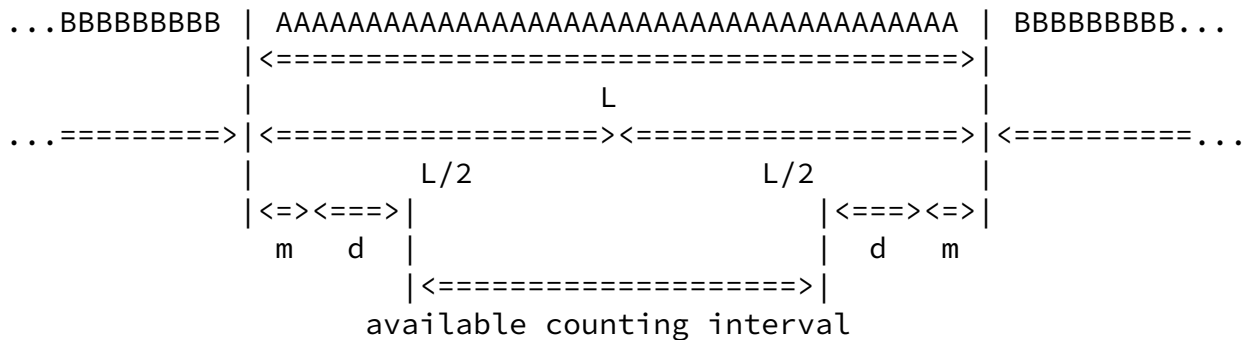 ...BBBBBBBBB | AAAAAAAAAAAAAAAAAAAAAAAAAAAAAAAAAAAAAAA | BBBBBBBBB...
|<======================================>|
| L |
...=========>|<==================><==================>|<==========...
| L/2 L/2 |
|<=><===>| |<===><=>|
m d | | d m
|<====================>|
available counting interval